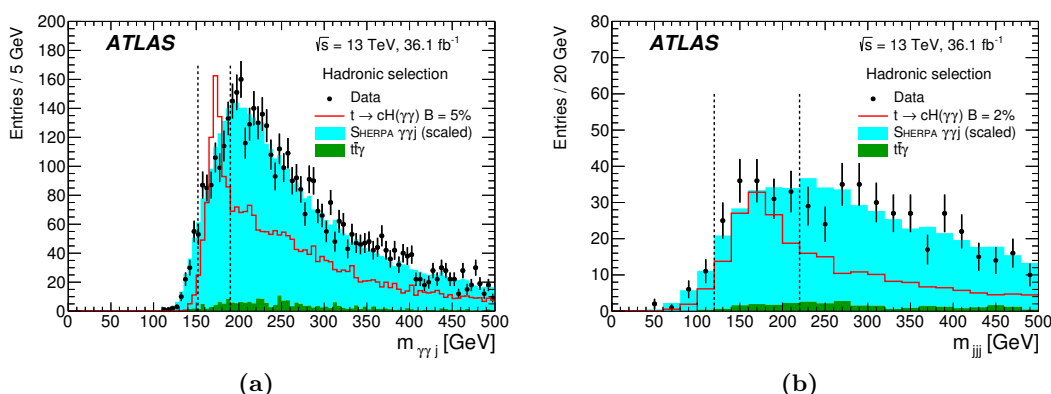 ATLAS
√s = 13 TeV, 36.1 fb⁻¹
Hadronic selection
Data
t → cH(γγ) B = 5%
SHERPA γγj (scaled)
tt̄γ
Entries / 5 GeV
200
180
160
140
120
100
80
60
40
20
0
0 50 100 150 200 250 300 350 400 450 500
m γγj [GeV]
(a)
ATLAS
√s = 13 TeV, 36.1 fb⁻¹
Hadronic selection
Data
t → cH(γγ) B = 2%
SHERPA γγj (scaled)
tt̄γ
Entries / 20 GeV
80
70
60
50
40
30
20
10
0
0 50 100 150 200 250 300 350 400 450 500
m jjj [GeV]
(b)